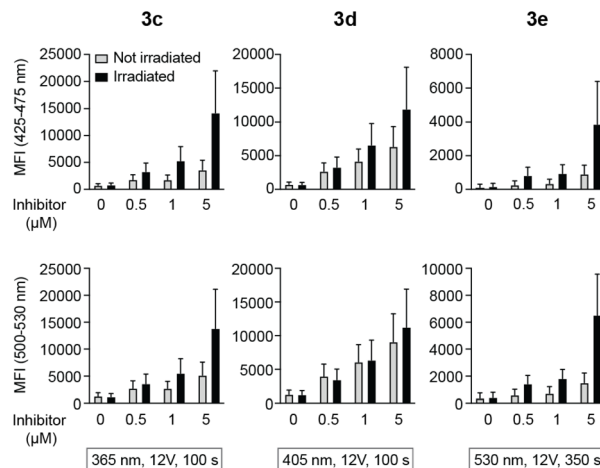 3c 3d 3e
Not irradiated
Irradiated
MFI (425-475 nm)
25000
20000
15000
10000
5000
0
20000
15000
10000
5000
0
8000
6000
4000
2000
0
Inhibitor (µM)
0 0.5 1 5
0 0.5 1 5
0 0.5 1 5
MFI (500-530 nm)
25000
20000
15000
10000
5000
0
20000
15000
10000
5000
0
10000
8000
6000
4000
2000
0
Inhibitor (µM)
0 0.5 1 5
0 0.5 1 5
0 0.5 1 5
365 nm, 12V, 100 s
405 nm, 12V, 100 s
530 nm, 12V, 350 s